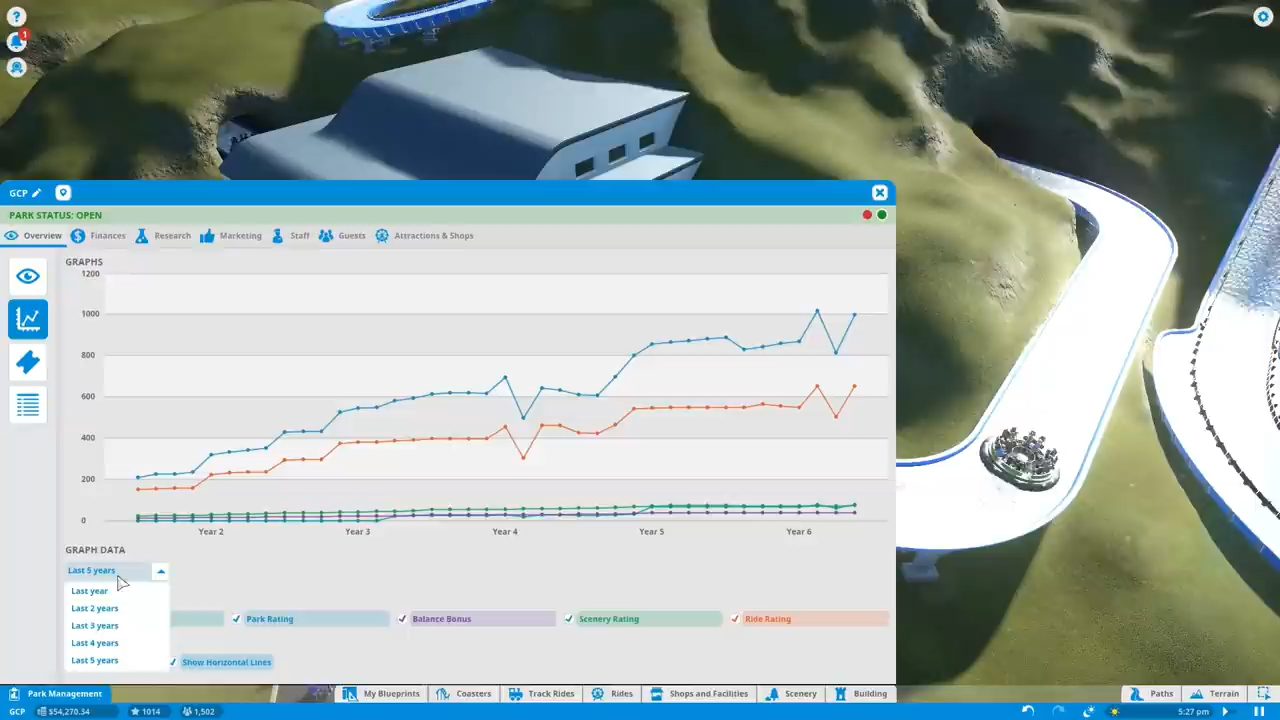 ?
1
GCP
PARK STATUS: OPEN
Overview
Finances
Research
Marketing
Staff
Guests
Attractions & Shops
GRAPHS
1200
1000
800
600
400
200
0
Year 2
Year 3
Year 4
Year 5
Year 6
GRAPH DATA
Last 5 years
Last year
Last 2 years
Last 3 years
Last 4 years
Last 5 years
Park Rating
Balance Bonus
Scenery Rating
Ride Rating
Show Horizontal Lines
Park Management
My Blueprints
Coasters
Track Rides
Rides
Shops and Facilities
Scenery
Building
Paths
Terrain
GCP
$54,270.34
1014
1,502
5:27 pm